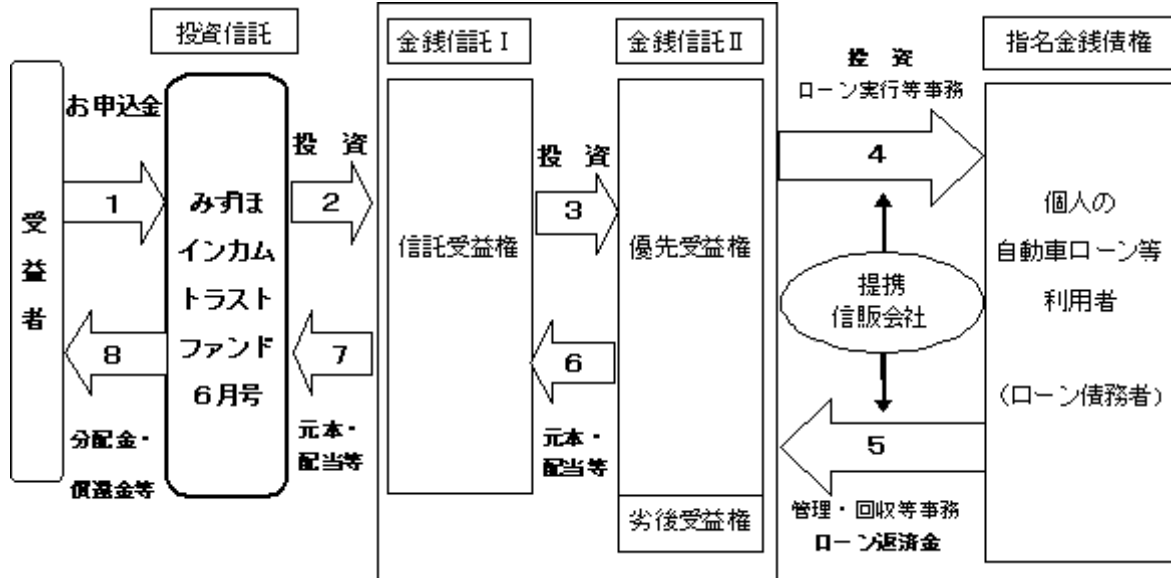 投資信託
金銭信託Ⅰ
金銭信託Ⅱ
指名金銭債権
受益者
お申込金
1
8
分配金・
償還金等
みずほ
インカム
トラスト
ファンド
6月号
投 資
2
7
元本・
配当等
信託受益権
投 資
3
6
元本・
配当等
優先受益権
劣後受益権
投 資
ローン実行等事務
4
提携
信販会社
5
管理・回収等事務
ローン返済金
個人の
自動車ローン等
利用者
(ローン債務者)